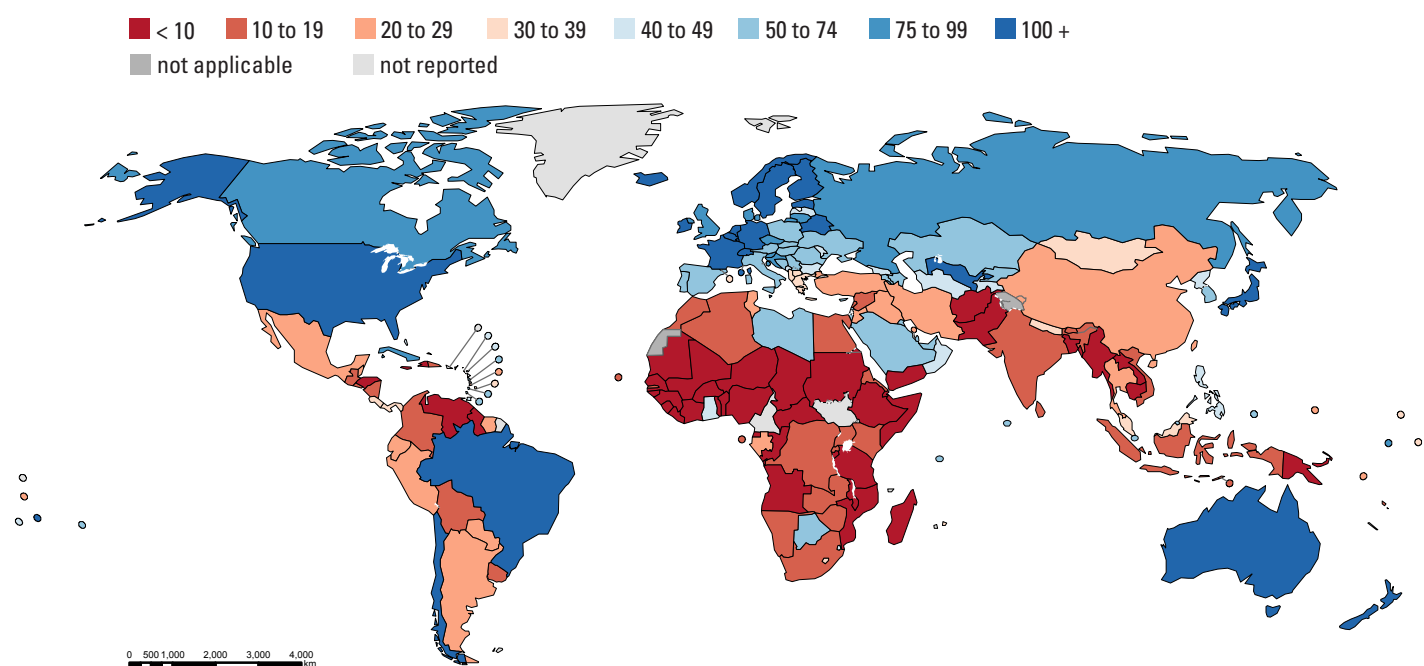 < 10 10 to 19 20 to 29 30 to 39 40 to 49 50 to 74 75 to 99 100 +
not applicable not reported
0 500 1,000 2,000 3,000 4,000
km